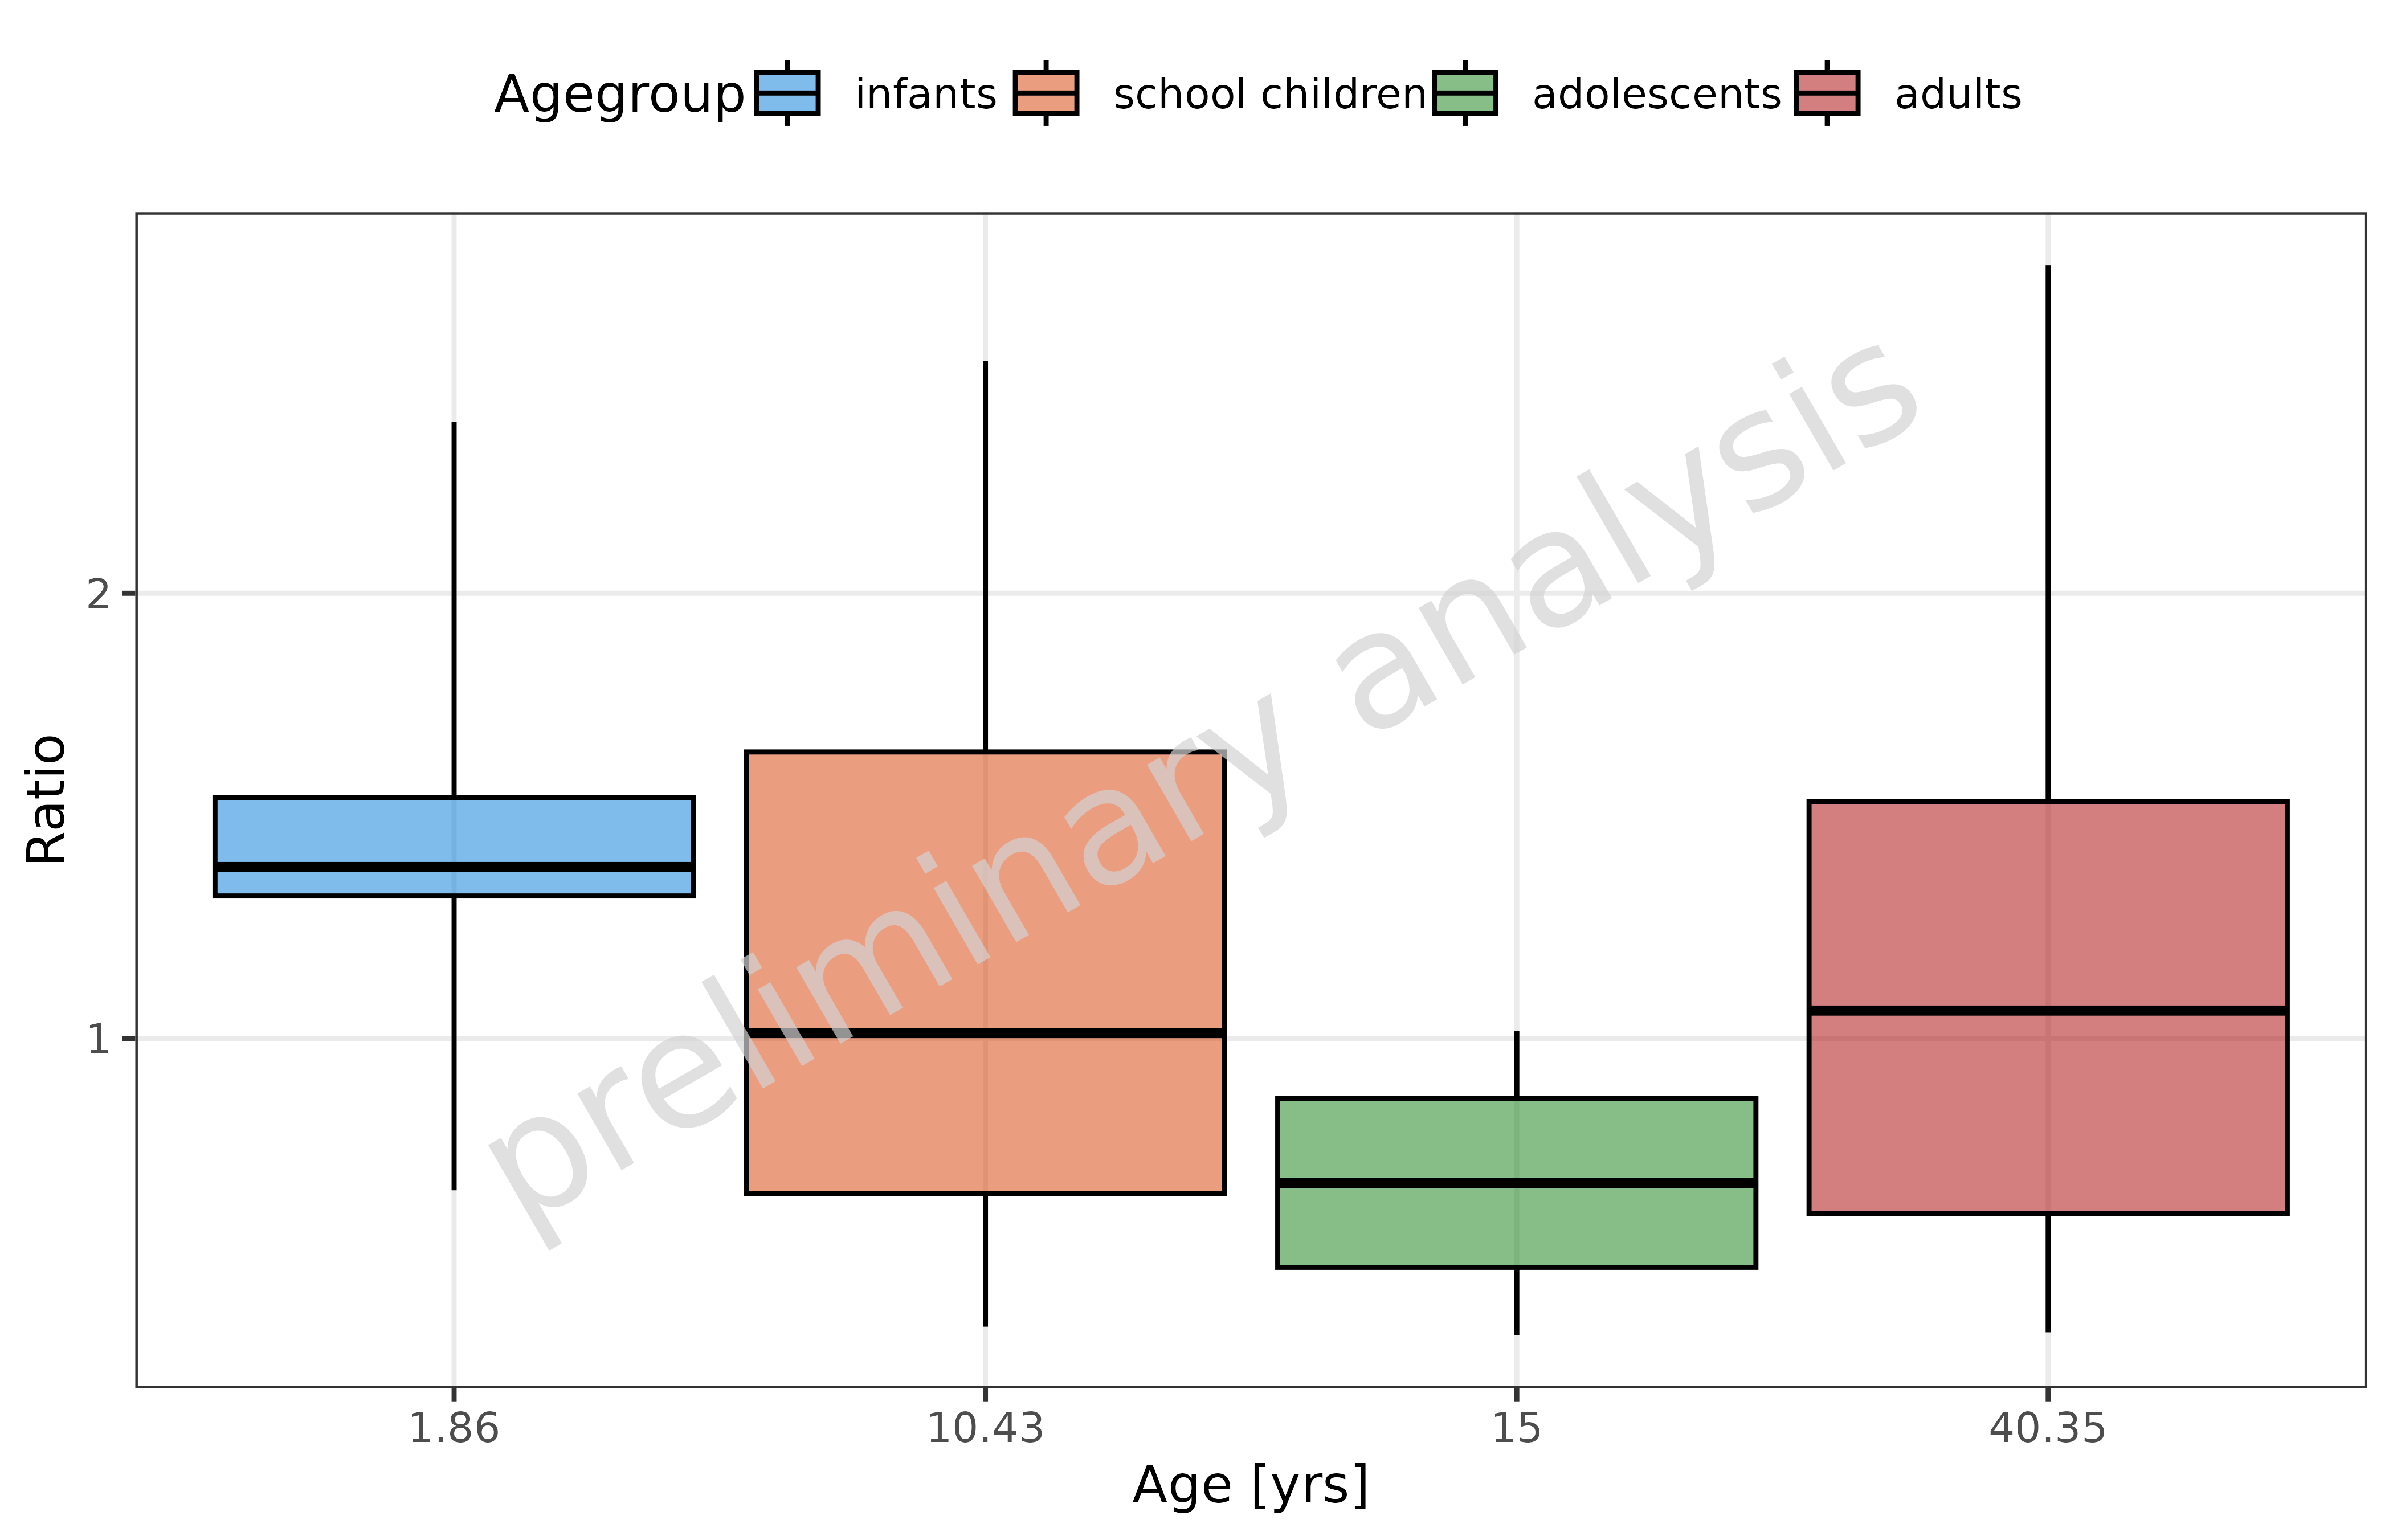 Agegroup infants school children adolescents adults
preliminary analysis
2
1
Ratio
1.86 10.43 15 40.35
Age [yrs]